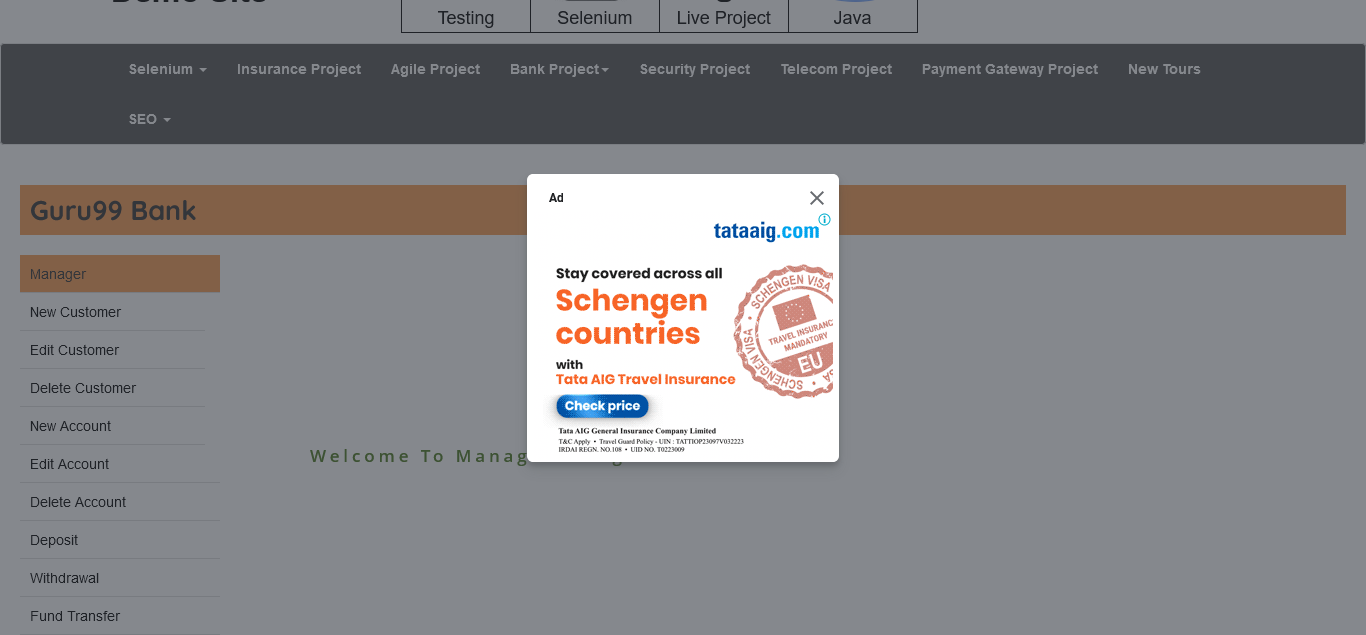 Demo Site
Testing Selenium Live Project Java
Selenium Insurance Project Agile Project Bank Project Security Project Telecom Project Payment Gateway Project New Tours
SEO
Guru99 Bank
Manager
New Customer
Edit Customer
Delete Customer
New Account
Edit Account
Delete Account
Deposit
Withdrawal
Fund Transfer
Welcome To Manag
Ad
tataaig.com
Stay covered across all
Schengen
countries
with
Tata AIG Travel Insurance
Check price
Tata AIG General Insurance Company Limited
T&C Apply • Travel Guard Policy - UIN : TATTIOP23097V032223
IRDAI REGN. NO.108 • UID NO. T0223009
SCHENGEN VISA
TRAVEL INSURANC
MANDATORY
EU
SCHENGEN VISA